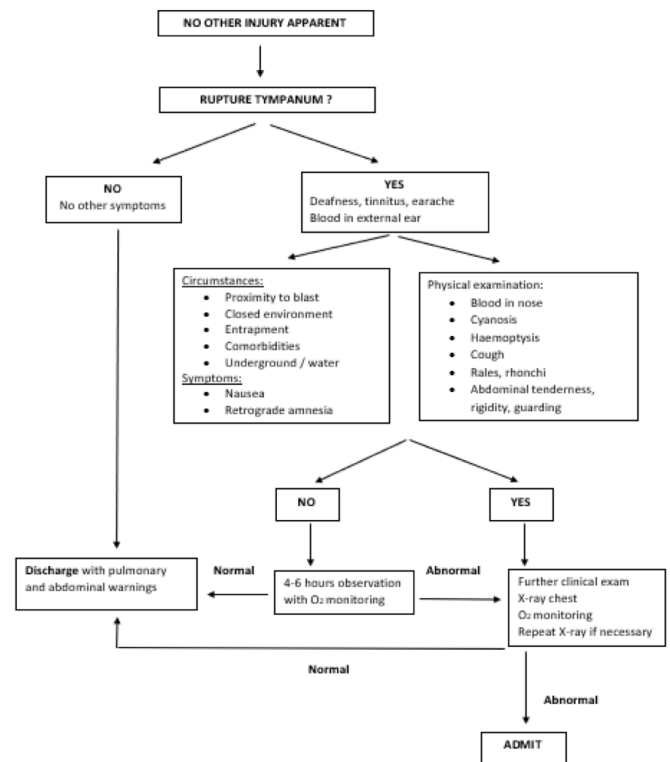 NO OTHER INJURY APPARENT
RUPTURE TYMPANUM ?
NO
No other symptoms
YES
Deafness, tinnitus, earache
Blood in external ear
Circumstances:
• Proximity to blast
• Closed environment
• Entrapment
• Comorbidities
• Underground / water
Symptoms:
• Nausea
• Retrograde amnesia
Physical examination:
• Blood in nose
• Cyanosis
• Haemoptysis
• Cough
• Rales, rhonchi
• Abdominal tenderness,
rigidity, guarding
NO
YES
Discharge with pulmonary
and abdominal warnings
Normal
4-6 hours observation
with O₂ monitoring
Abnormal
Further clinical exam
X-ray chest
O₂ monitoring
Repeat X-ray if necessary
Normal
Abnormal
ADMIT